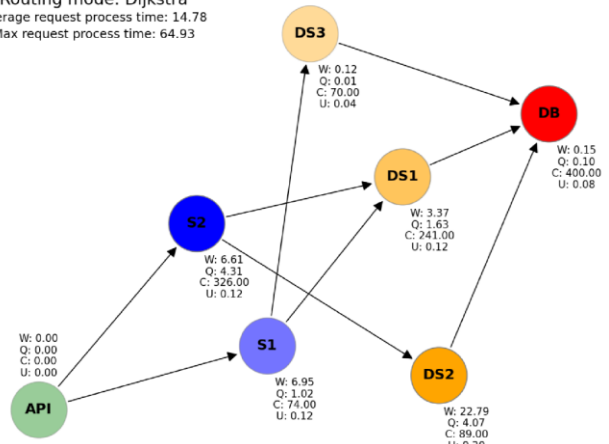 Routing mode: Dijkstra
erage request process time: 14.78
Max request process time: 64.93
DS3
W: 0.12
Q: 0.01
C: 70.00
U: 0.04
DB
W: 0.15
Q: 0.10
C: 400.00
U: 0.08
DS1
W: 3.37
Q: 1.63
C: 241.00
U: 0.12
S2
W: 6.61
Q: 4.31
C: 326.00
U: 0.12
S1
W: 6.95
Q: 1.02
C: 74.00
U: 0.12
W: 0.00
Q: 0.00
C: 0.00
U: 0.00
API
DS2
W: 22.79
Q: 4.07
C: 89.00